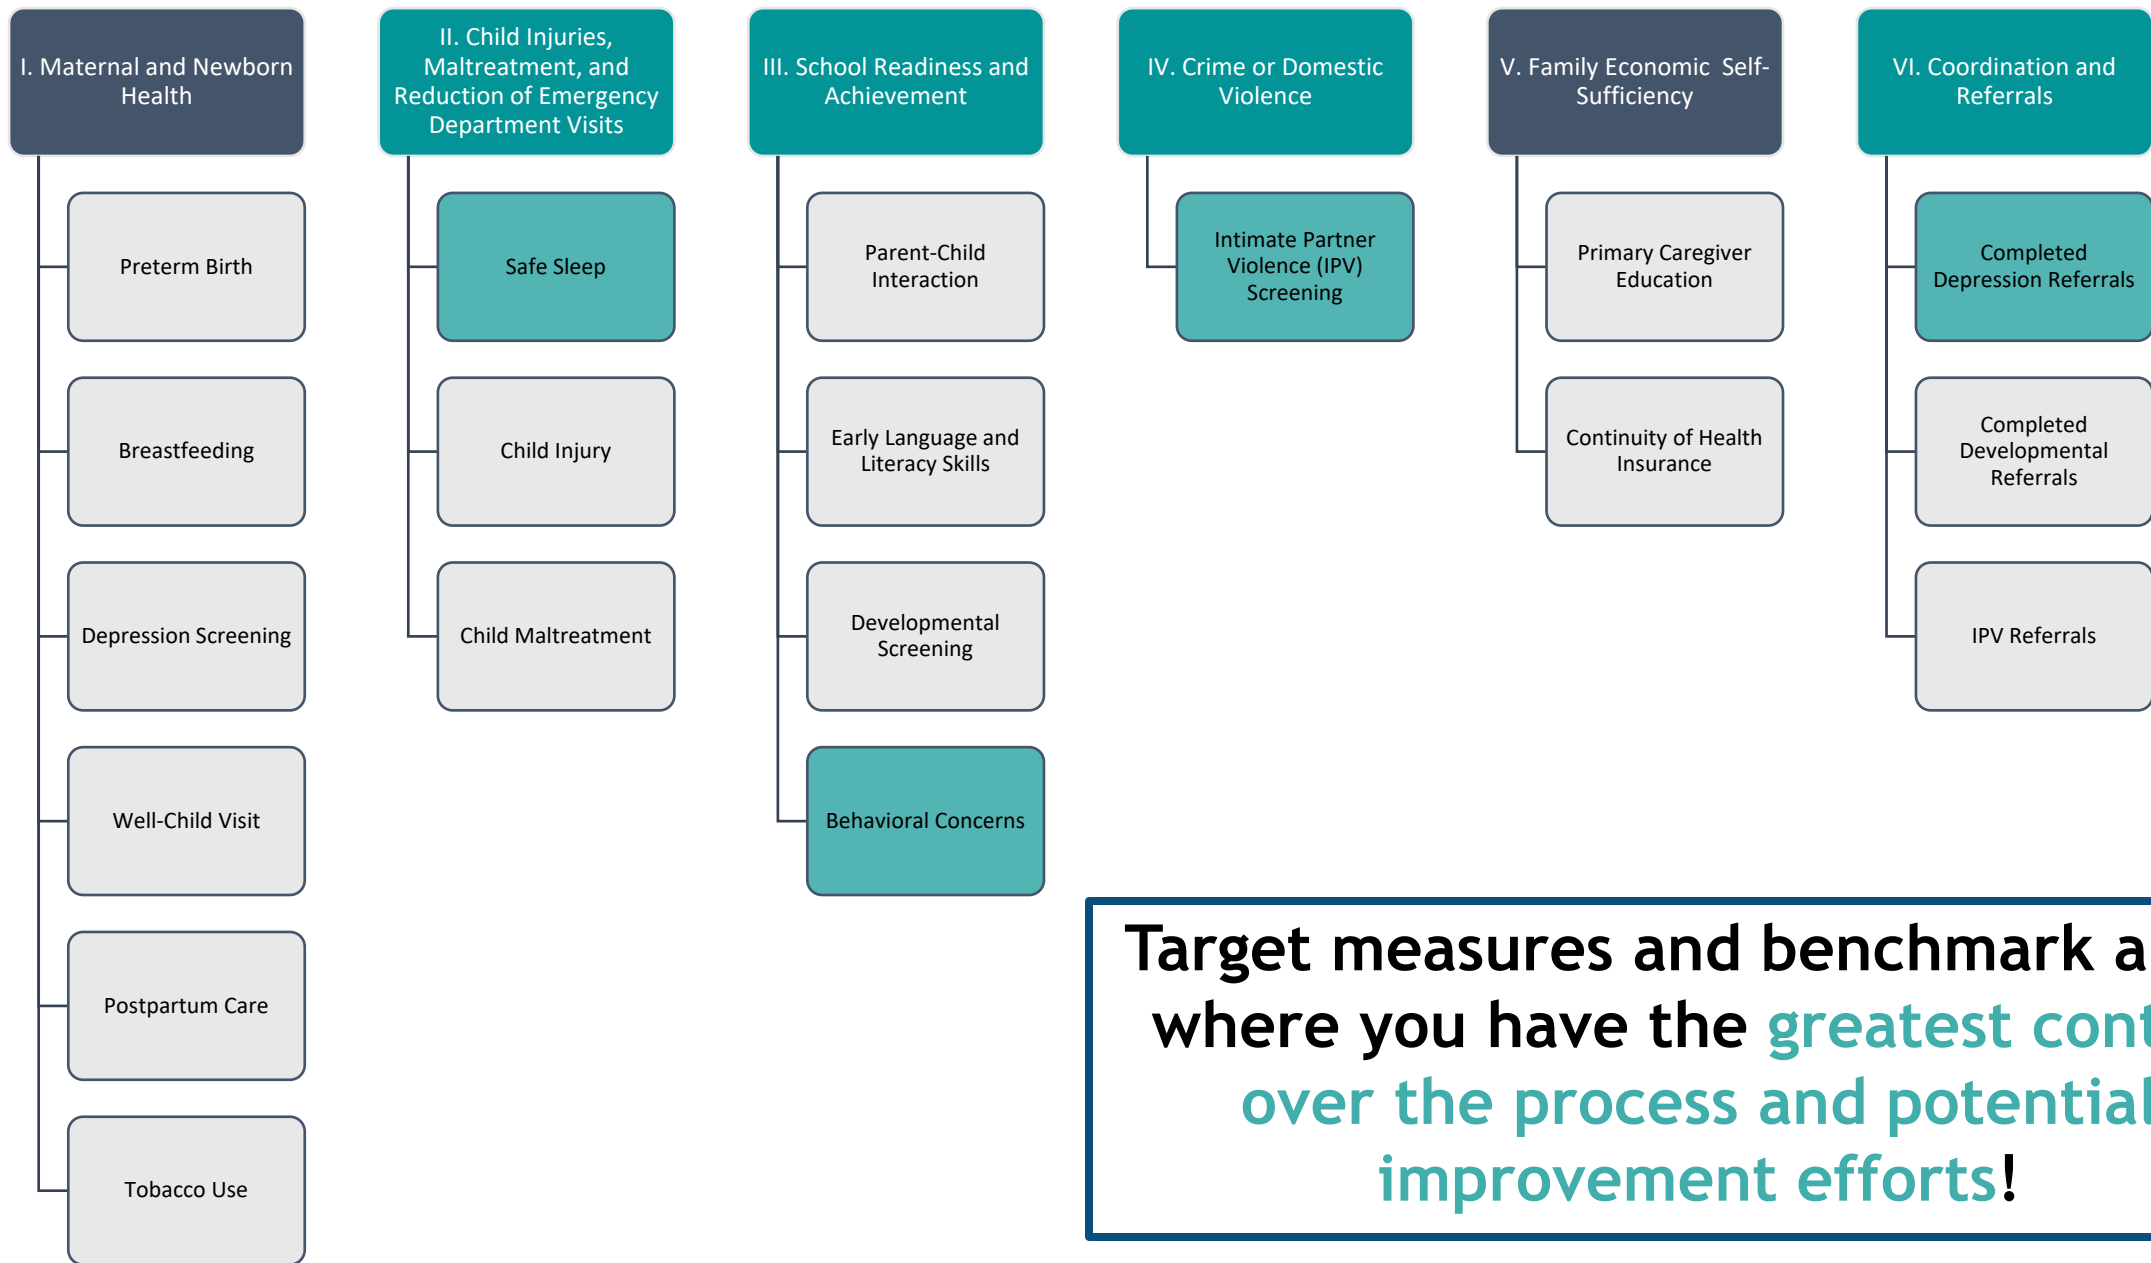 I. Maternal and Newborn
Health
Preterm Birth
Breastfeeding
Depression Screening
Well-Child Visit
Postpartum Care
Tobacco Use
II. Child Injuries,
Maltreatment, and
Reduction of Emergency
Department Visits
Safe Sleep
Child Injury
Child Maltreatment
III. School Readiness and
Achievement
Parent-Child
Interaction
Early Language and
Literacy Skills
Developmental
Screening
Behavioral Concerns
IV. Crime or Domestic
Violence
Intimate Partner
Violence (IPV)
Screening
V. Family Economic Self-
Sufficiency
Primary Caregiver
Education
Continuity of Health
Insurance
VI. Coordination and
Referrals
Completed
Depression Referrals
Completed
Developmental
Referrals
IPV Referrals
Target measures and benchmark
where you have the greatest
over the process and potential
improvement efforts!